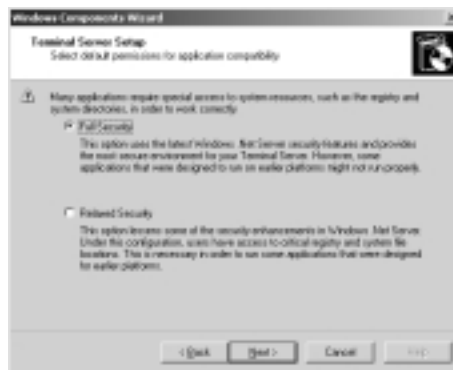 Windows Components Wizard
Terminal Server Setup
Select default permissions for application compatibility.
Many applications require special access to system resources, such as the registry and
system directories, in order to work correctly.
Full Security
This option uses the latest Windows .Net Server security features and provides
the most secure environment for your Terminal Server. However, some
applications that were designed to run on earlier platforms might not run properly.
Relaxed Security
This option lessens some of the security enhancements in Windows .Net Server.
Under this configuration, users have access to critical registry and system file
locations. This is necessary in order to run some applications that were designed
for earlier platforms.
< Back
Next >
Cancel
Help